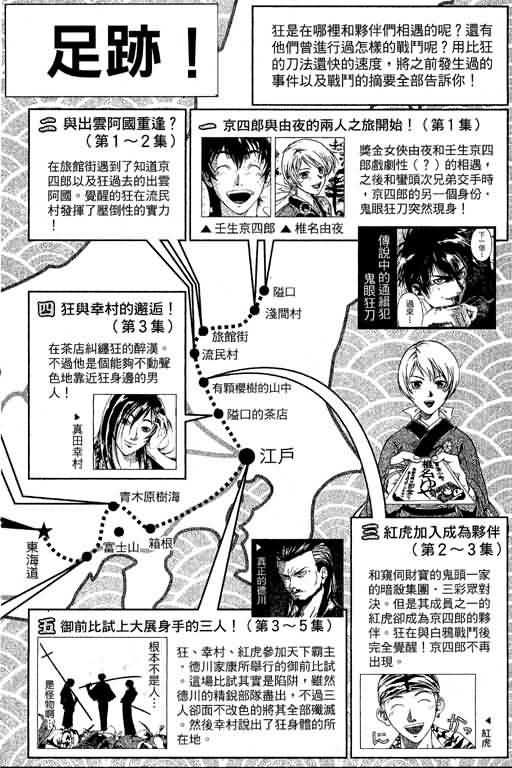 足跡！
狂是在哪裡和夥伴們相遇的呢？還有
他們曾進行過怎樣的戰鬥呢？用比狂
的刀法還快的速度，將之前發生過的
事件以及戰鬥的摘要全部告訴你！
一 京四郎與由夜的兩人之旅開始！（第1集）
▲壬生京四郎
▲椎名由夜
獎金女俠由夜和壬生京四
郎戲劇性（？）的相遇，
之後和蠻頭次兄弟交手時
，京四郎的另一個身份，
鬼眼狂刀突然現身！
傳說中的通緝犯
鬼眼狂刀
下一個，
過來…
二 與出雲阿國重逢？
（第1～2集）
在旅館街遇到了知道京
四郎以及狂過去的出雲
阿國。覺醒的狂在流民
村發揮了壓倒性的實力
！
四 狂與幸村的邂逅！
（第3集）
在茶店糾纏狂的醉漢。
不過他是個能夠不動聲
色地靠近狂身邊的男
人！
▲真田幸村
隘口
淺間村
旅館街
流民村
有顆櫻樹的山中
隘口的茶店
江戶
青木原樹海
箱根
富士山
東海道
三 紅虎加入成為夥伴
（第2～3集）
和窺伺財寶的鬼頭一家
的暗殺集團．三彩眾對
決。但是其成員之一的
紅虎卻成為京四郎的夥
伴。狂在與白鴉戰鬥後
完全覺醒！京四郎不再
出現。
▲紅虎
▲真正的德川
五 御前比試上大展身手的三人！（第3～5集）
根本不是人…
是怪物啊…
狂、幸村、紅虎參加天下霸主
．德川家康所舉行的御前比試
。這場比試其實是陷阱，雖然
德川的精銳部隊盡出，不過三
人卻面不改色的將其全部殲滅
。然後幸村說出了狂身體的所
在地。